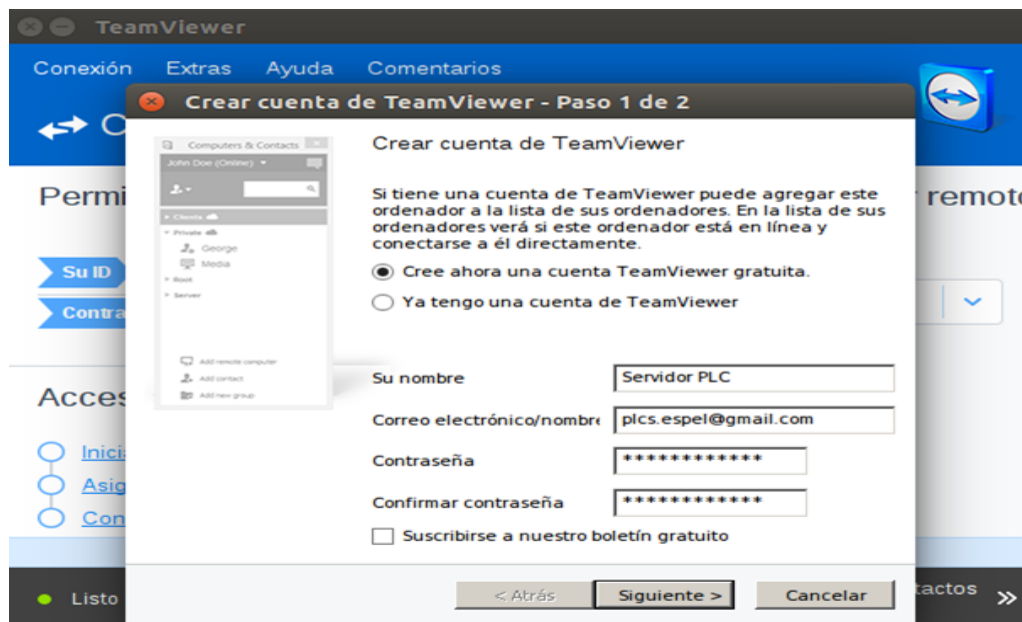 TeamViewer
Conexión Extras Ayuda Comentarios
Crear cuenta de TeamViewer - Paso 1 de 2
C
Computers & Contacts
John Doe (Online)
Clients
Private
George
Media
Root
Server
Add remote computer
Add contact
Add new group
Crear cuenta de TeamViewer
Si tiene una cuenta de TeamViewer puede agregar este
ordenador a la lista de sus ordenadores. En la lista de sus
ordenadores verá si este ordenador está en línea y
conectarse a él directamente.
Cree ahora una cuenta TeamViewer gratuita.
Ya tengo una cuenta de TeamViewer
Su nombre Servidor PLC
Correo electrónico/nombre plcs.espel@gmail.com
Contraseña ************
Confirmar contraseña ************
Suscribirse a nuestro boletín gratuito
< Atrás Siguiente > Cancelar
Permi
remoto
Su ID
Contra
Acces
Inici
Asig
Con
Listo
tactos